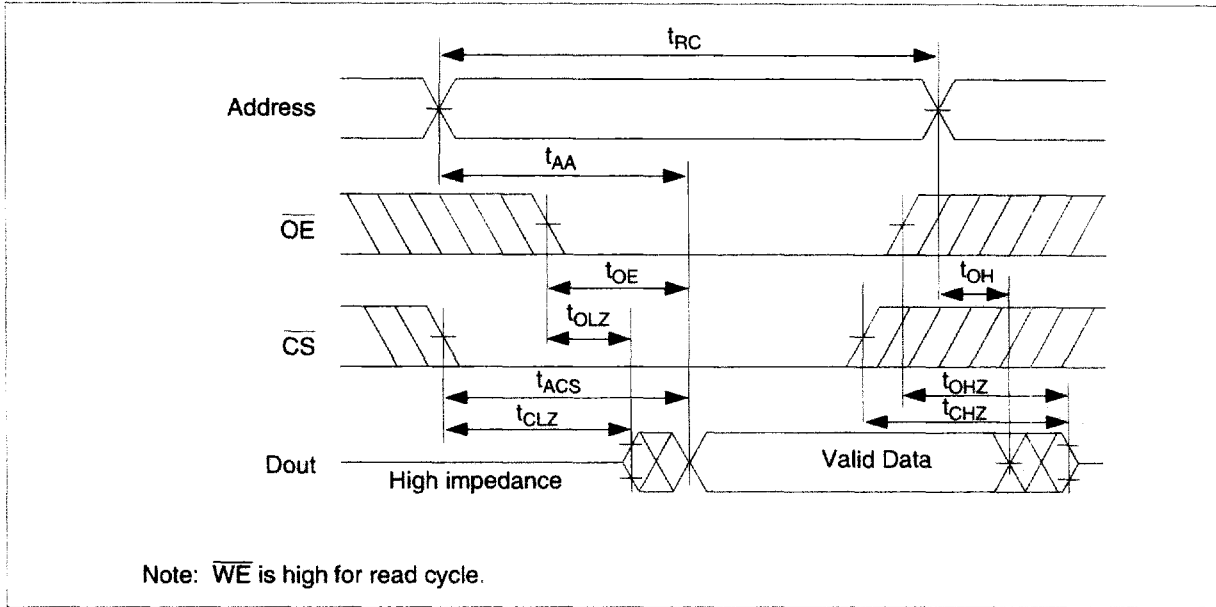 tRC
Address
tAA
OE
tOE
tOH
tOLZ
CS
tACS
tOHZ
tCLZ
tCHZ
Dout
High impedance
Valid Data
Note: WE is high for read cycle.